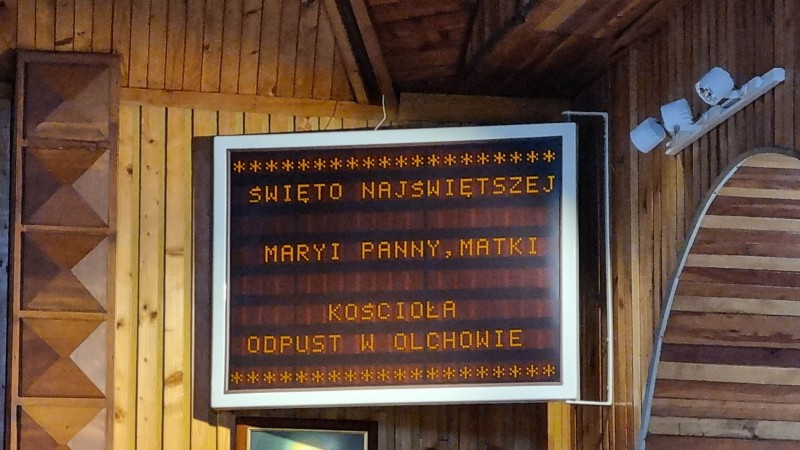 *********************
ŚWIĘTO NAJŚWIĘTSZEJ
MARYI PANNY,MATKI
KOŚCIOŁA
ODPUST W OLCHOWIE
*********************